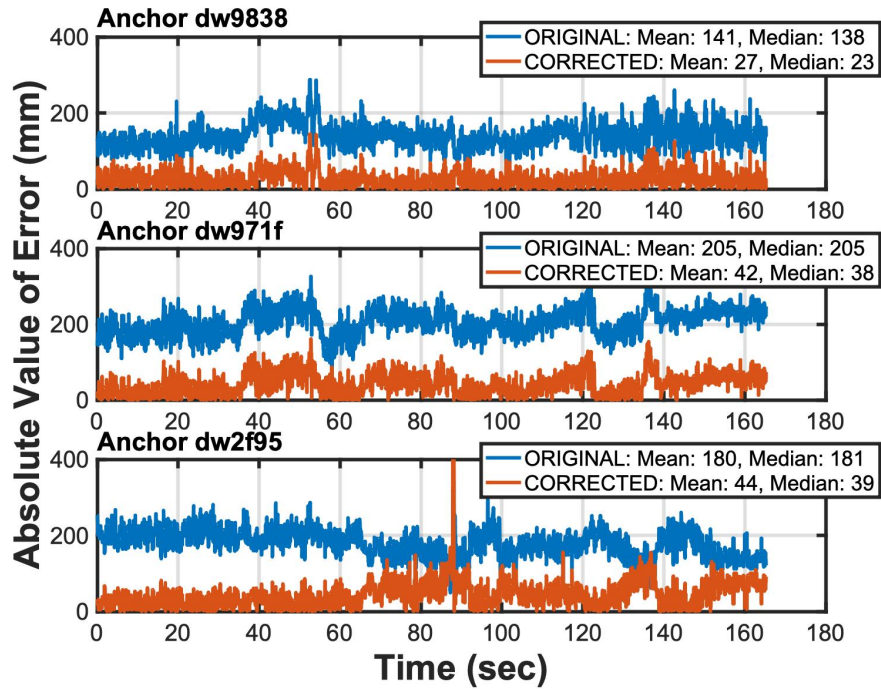 Anchor dw9838
400
200
0
ORIGINAL: Mean: 141, Median: 138
CORRECTED: Mean: 27, Median: 23
0 20 40 60 80 100 120 140 160 180
Anchor dw971f
400
200
0
ORIGINAL: Mean: 205, Median: 205
CORRECTED: Mean: 42, Median: 38
0 20 40 60 80 100 120 140 160 180
Anchor dw2f95
400
200
0
ORIGINAL: Mean: 180, Median: 181
CORRECTED: Mean: 44, Median: 39
0 20 40 60 80 100 120 140 160 180
Absolute Value of Error (mm)
Time (sec)